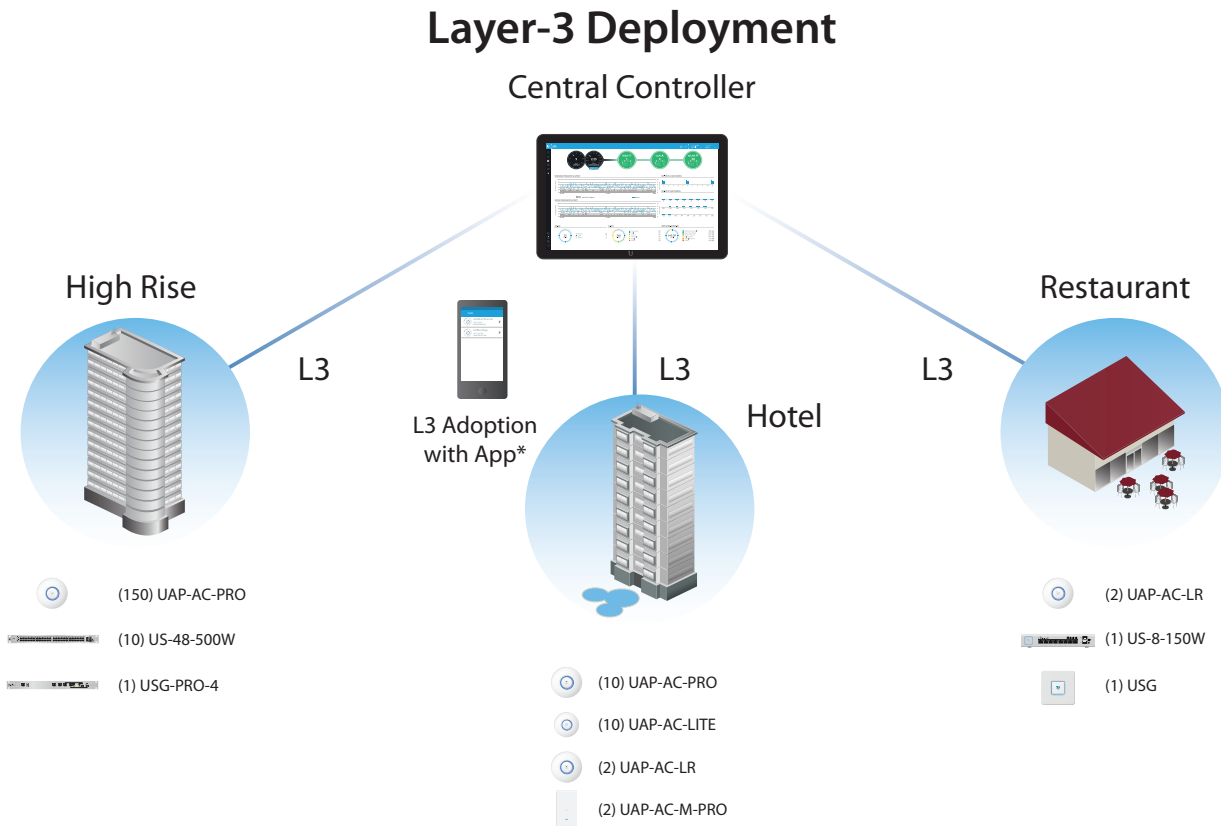 Layer-3 Deployment
Central Controller
High Rise
Restaurant
L3
L3
L3
L3 Adoption
with App*
Hotel
(150) UAP-AC-PRO
(10) US-48-500W
(1) USG-PRO-4
(10) UAP-AC-PRO
(10) UAP-AC-LITE
(2) UAP-AC-LR
(2) UAP-AC-M-PRO
(2) UAP-AC-LR
(1) US-8-150W
(1) USG